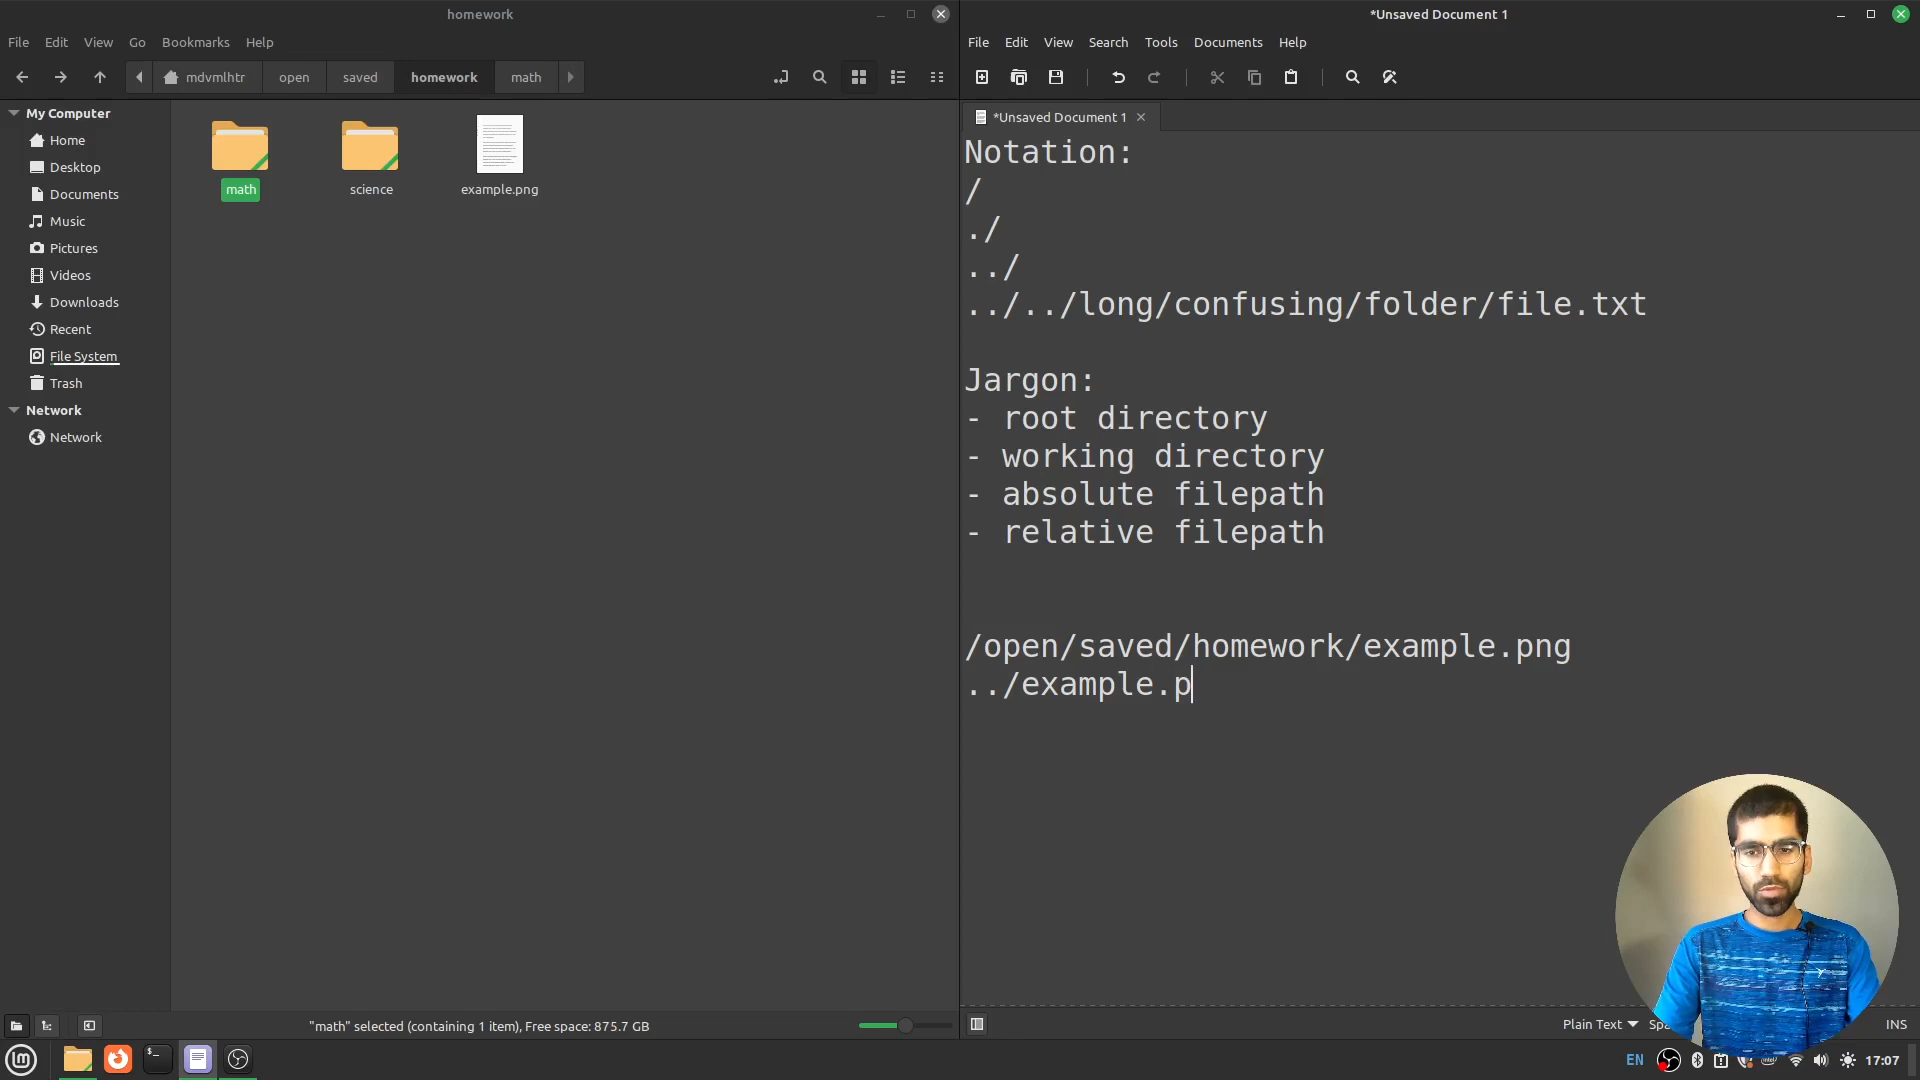 homework
File Edit View Go Bookmarks Help
mdvmlhtr open saved homework math
My Computer
Home
Desktop
Documents
Music
Pictures
Videos
Downloads
Recent
File System
Trash
Network
Network
math science example.png
"math" selected (containing 1 item), Free space: 875.7 GB
*Unsaved Document 1
File Edit View Search Tools Documents Help
*Unsaved Document 1
Notation:
/
./
../
../../long/confusing/folder/file.txt
Jargon:
- root directory
- working directory
- absolute filepath
- relative filepath
/open/saved/homework/example.png
../example.p
Plain Text
INS
EN
17:07